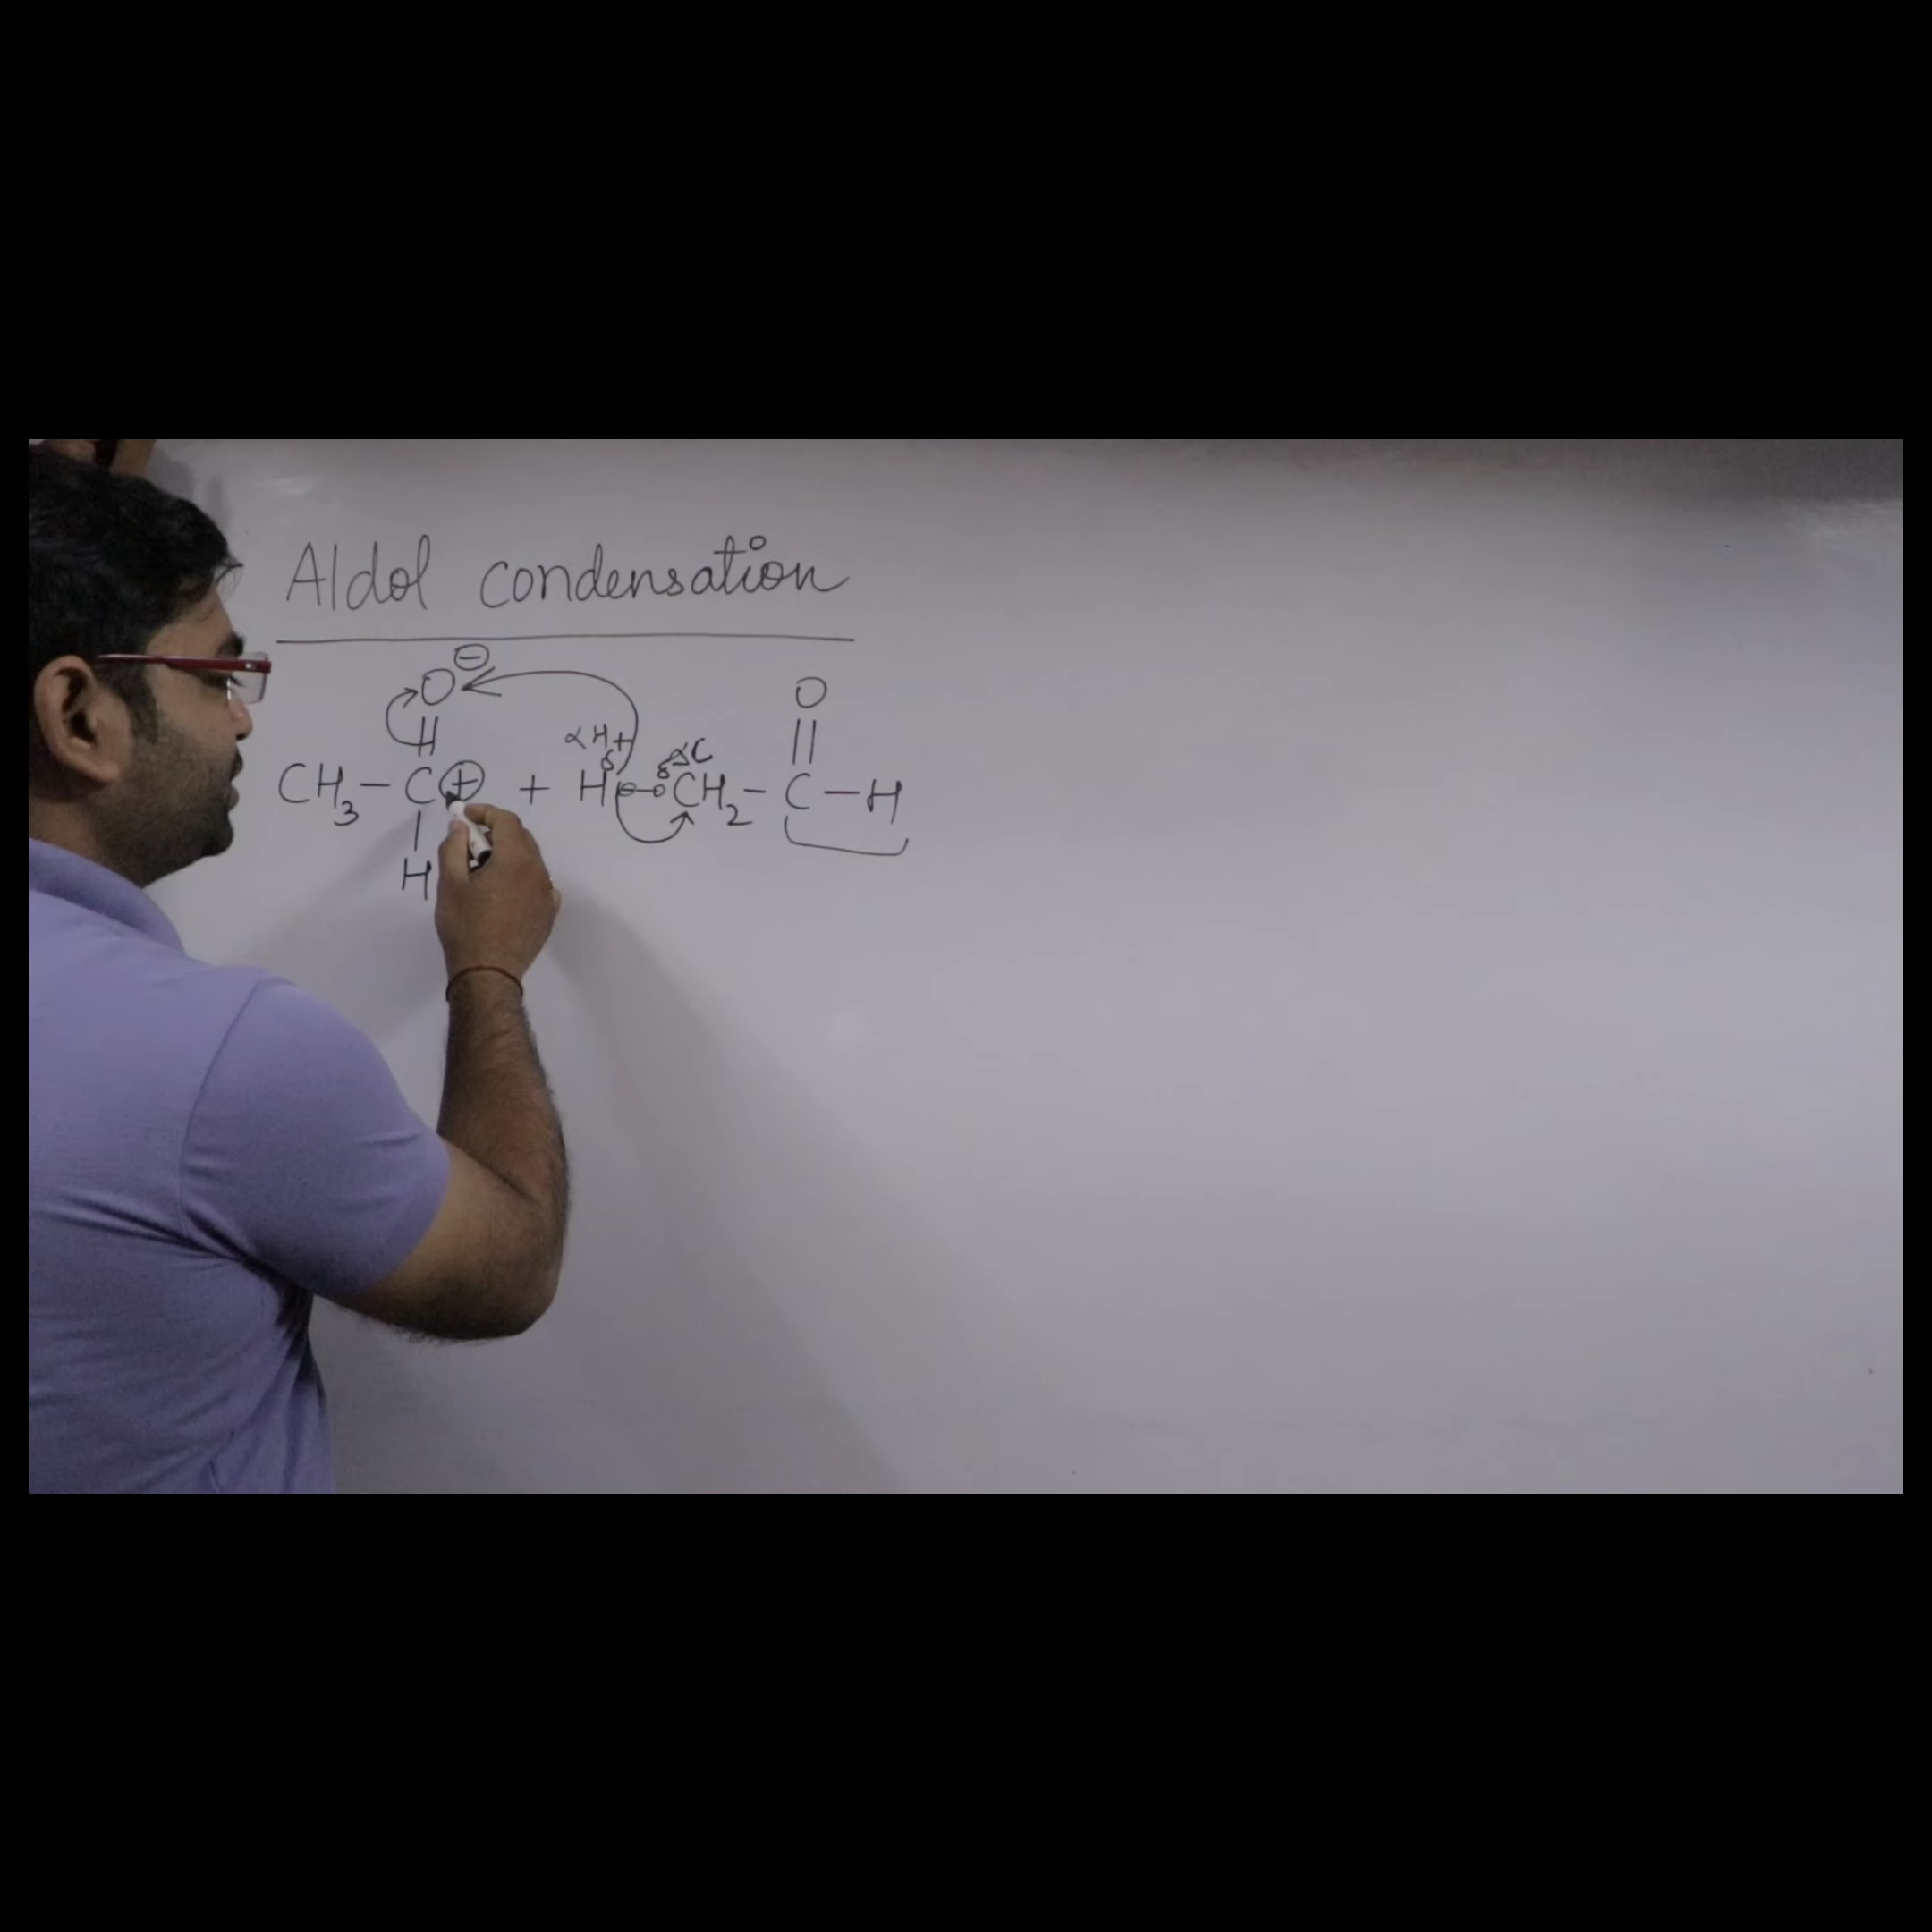 Aldol condensation
O ⊖ O
|| αH δ+ δ- αC ||
CH3 – C ⊕ + H – CH2 – C – H
|
H